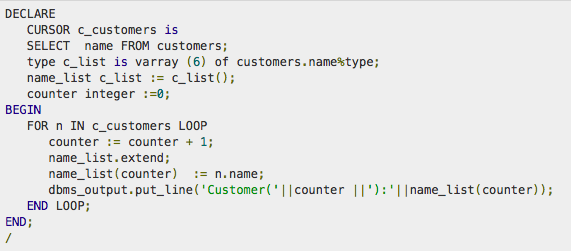 DECLARE
   CURSOR c_customers is
   SELECT  name FROM customers;
   type c_list is varray (6) of customers.name%type;
   name_list c_list := c_list();
   counter integer :=0;
BEGIN
   FOR n IN c_customers LOOP
      counter := counter + 1;
      name_list.extend;
      name_list(counter)  := n.name;
      dbms_output.put_line('Customer('||counter ||'):'||name_list(counter));
   END LOOP;
END;
/